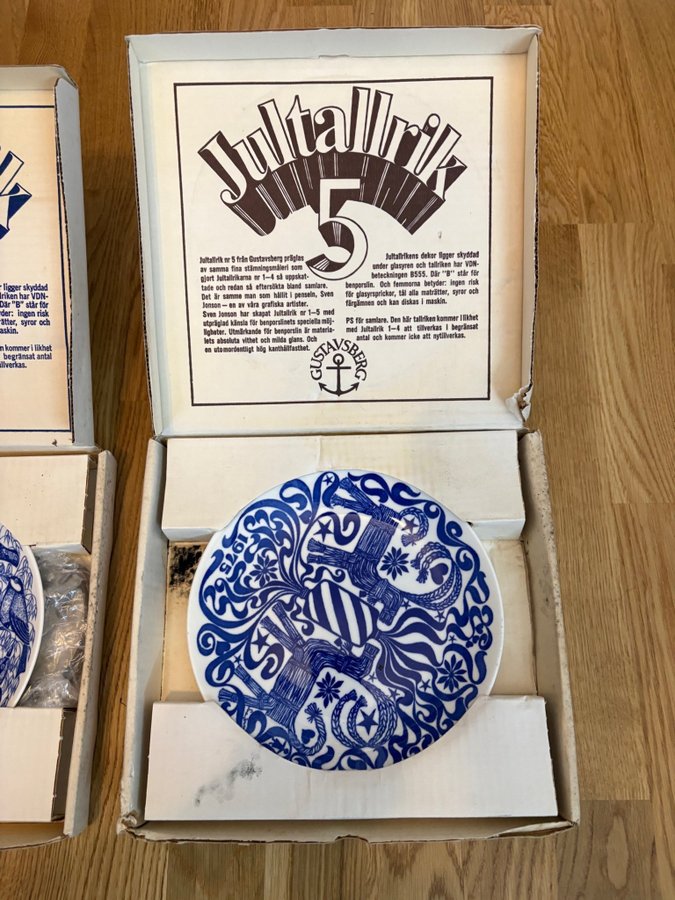 Jultallrik
5
Jultallrik nr 5 från Gustavsberg präglas
av samma fina stämningsmåleri som
gjort Jultallrikarna nr 1—4 så uppskat-
tade och redan så eftersökta bland samlare.
Det är samme man som hållit i penseln, Sven
Jonson — en av våra grafiska artister.
Sven Jonson har skapat Jultallrik nr 1—5 med
utpräglad känsla för benporslinets speciella möj-
ligheter. Utmärkande för benporslin är materia-
lets absoluta vithet och milda glans. Och
en utomordentligt hög kanthållfasthet.
Jultallrikens dekor ligger skyddad
under glasyren och tallriken har VDN-
beteckningen B555. Där "B" står för
benporslin. Och femmorna betyder: ingen risk
för glasyrsprickor, tål alla maträtter, syror och
färgämnen och kan diskas i maskin.
PS för samlare. Den här tallriken kommer i likhet
med Jultallrik 1—4 att tillverkas i begränsat
antal och kommer icke att nytillverkas.
GUSTAVSBERG
1975
ligger skyddad
riken har VDN-
Där "B" står för
der: ingen risk
rätter, syror och
maskin.
n kommer i likhet
begränsat antal
illverkas.